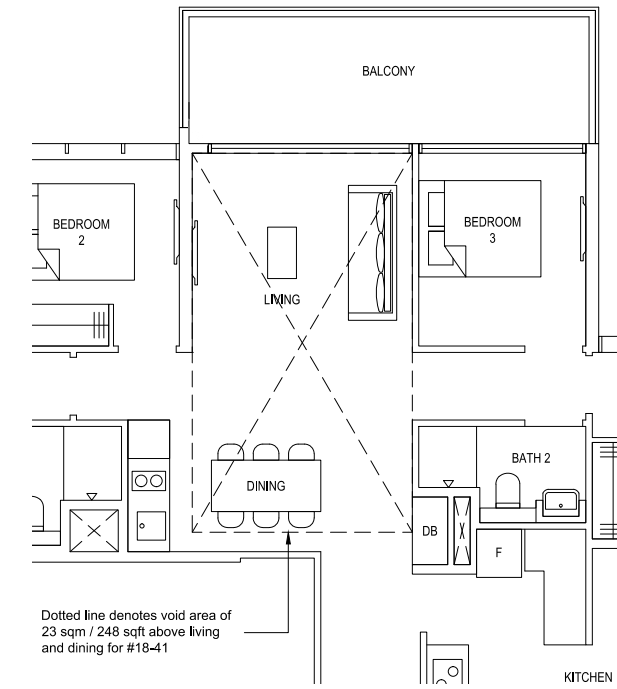 BALCONY
BEDROOM
2
BEDROOM
3
LIVING
DINING
BATH 2
DB
F
Dotted line denotes void area of
23 sqm / 248 sqft above living
and dining for #18-41
KITCHEN